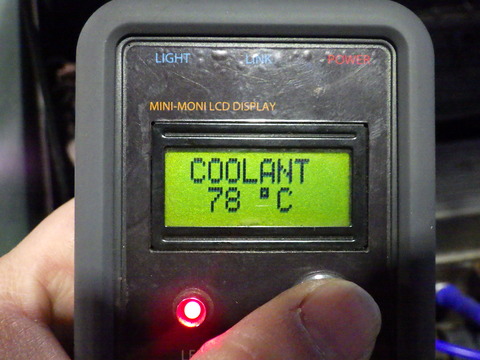 LIGHT LINK POWER
MINI-MONI LCD DISPLAY
COOLANT
78 °C